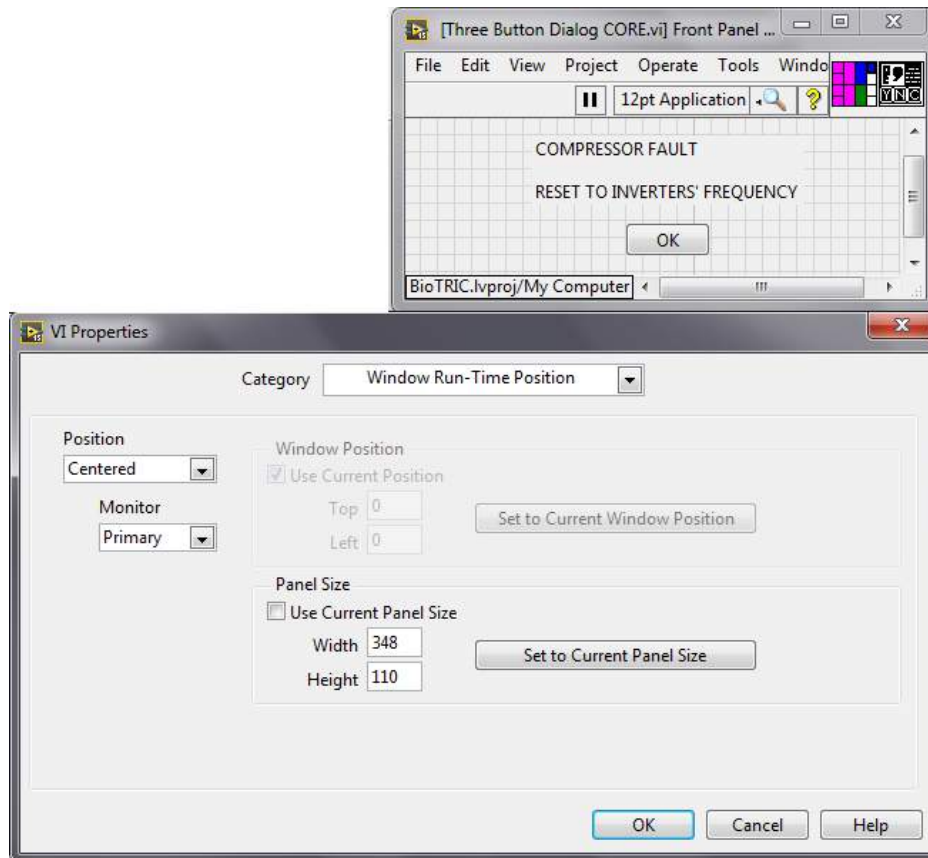 [Three Button Dialog CORE.vi] Front Panel ...
File Edit View Project Operate Tools Windo
12pt Application
?
YNC
COMPRESSOR FAULT
RESET TO INVERTERS' FREQUENCY
OK
BioTRIC.lvproj/My Computer
VI Properties
Category Window Run-Time Position
Position
Centered
Monitor
Primary
Window Position
Use Current Position
Top 0
Left 0
Set to Current Window Position
Panel Size
Use Current Panel Size
Width 348
Height 110
Set to Current Panel Size
OK Cancel Help